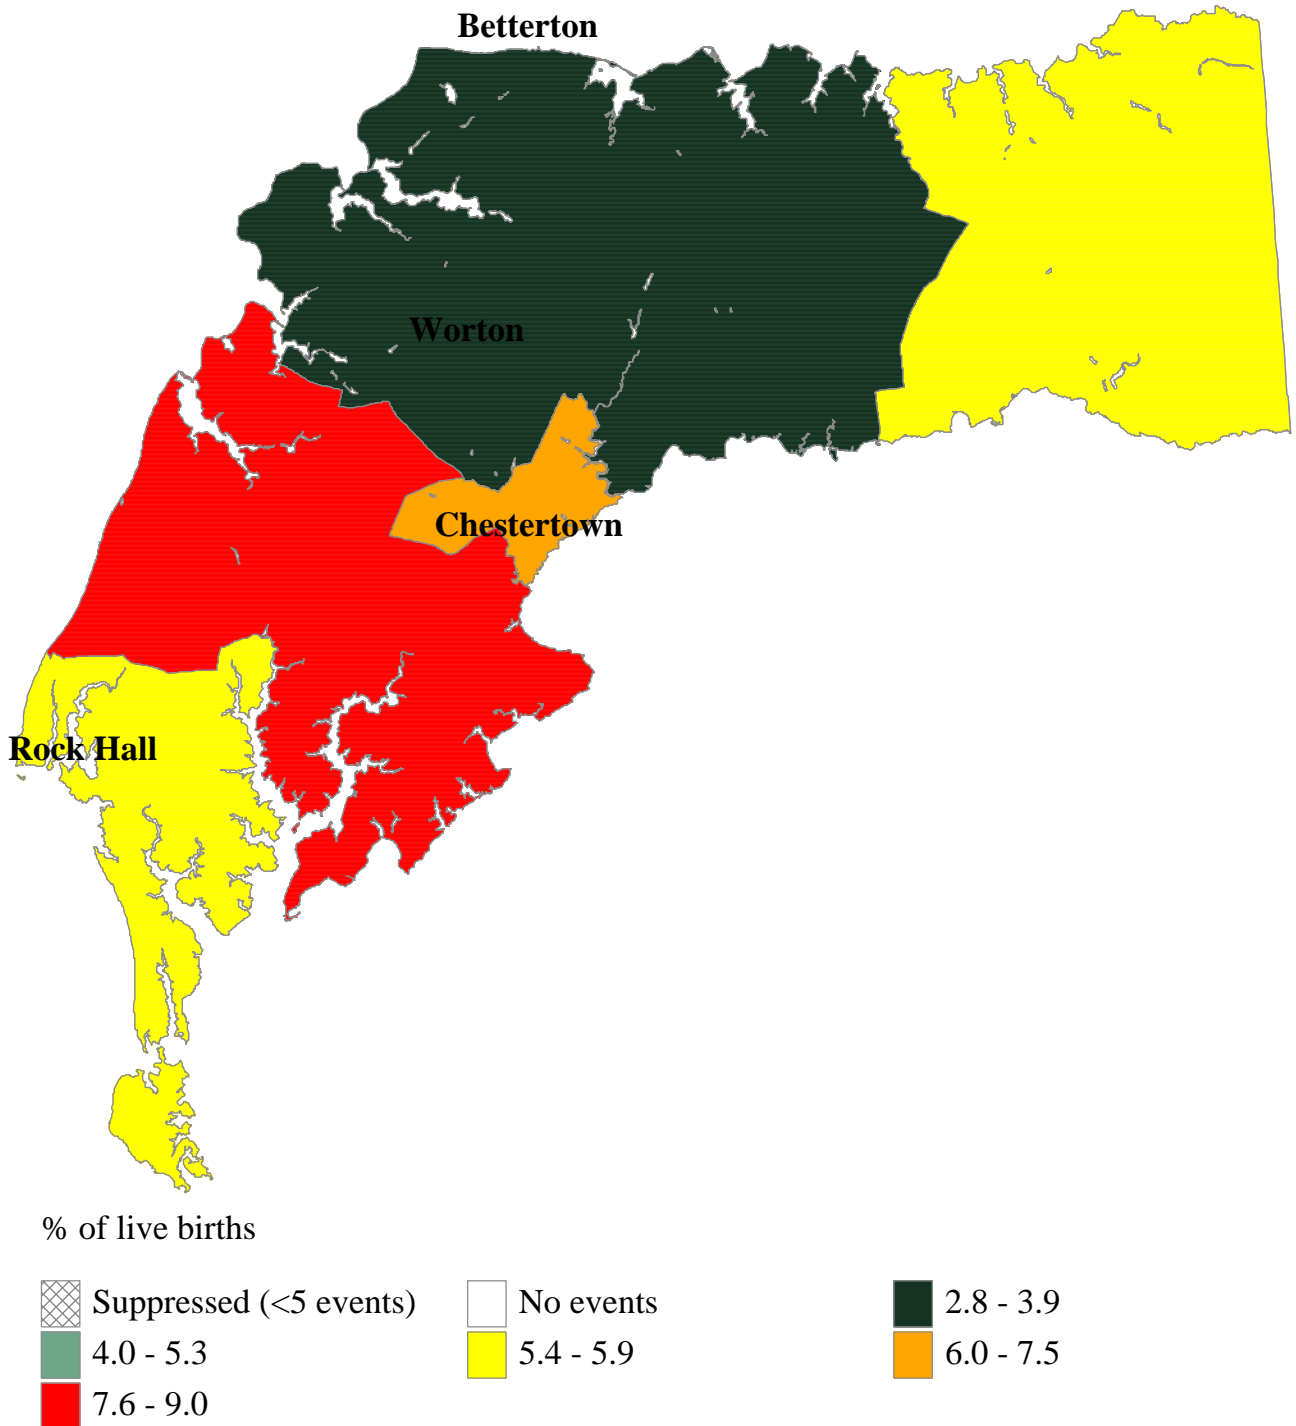 Betterton
Worton
Chestertown
Rock Hall
% of live births
Suppressed (<5 events)
No events
2.8 - 3.9
4.0 - 5.3
5.4 - 5.9
6.0 - 7.5
7.6 - 9.0